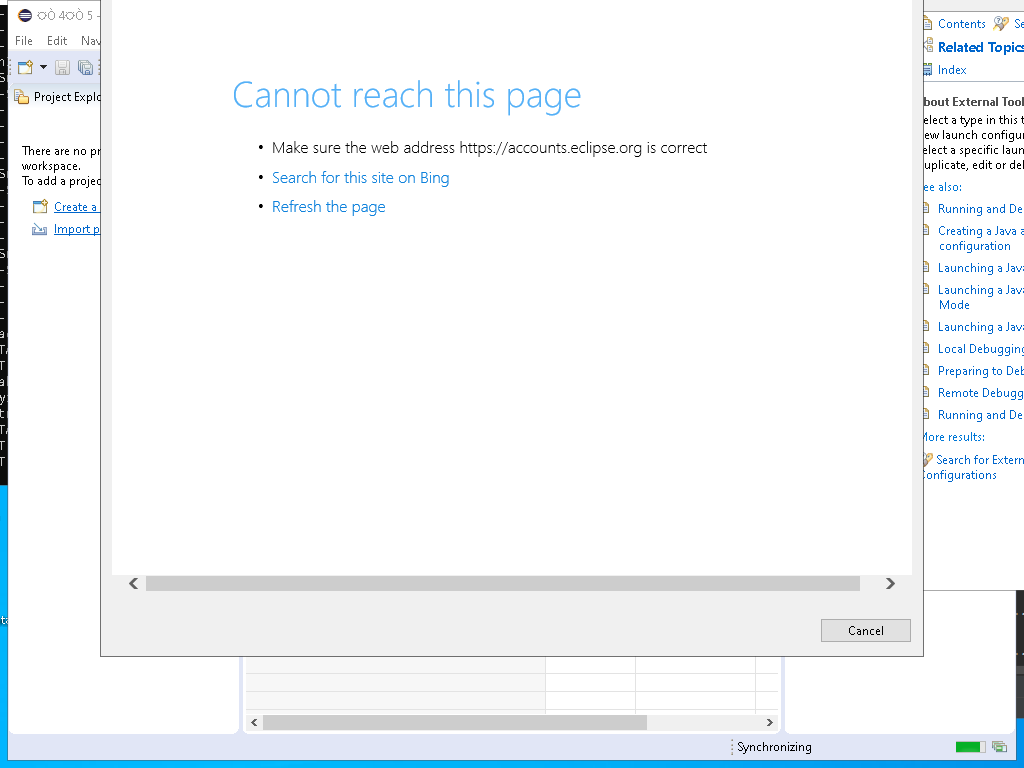 File Edit Nav
Project Explo
There are no pr
workspace.
To add a projec
Create a
Import p
Cannot reach this page
• Make sure the web address https://accounts.eclipse.org is correct
• Search for this site on Bing
• Refresh the page
Cancel
Contents Se
Related Topics
Index
bout External Tool
elect a type in this t
ew launch configur
elect a specific laun
uplicate, edit or del
ee also:
Running and De
Creating a Java a
configuration
Launching a Java
Launching a Java
Mode
Launching a Java
Local Debugging
Preparing to Deb
Remote Debugg
Running and De
More results:
Search for Extern
Configurations
Synchronizing